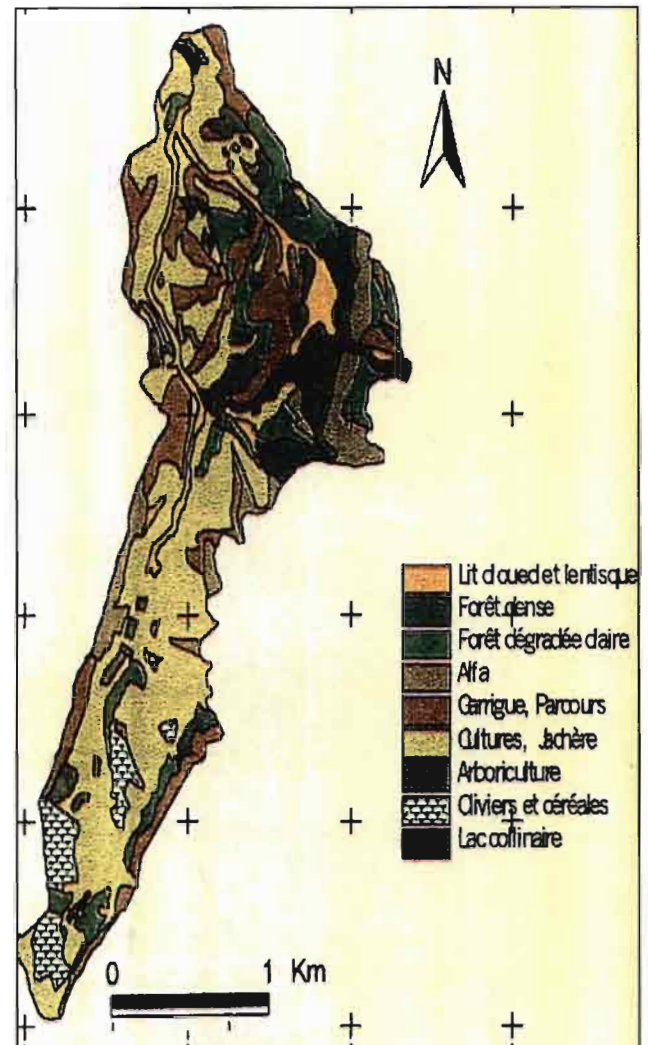 N
Lit d'oued et lentisque
Forêt dense
Forêt dégradée claire
Alfa
Garrigue, Parcours
Cultures, Jachère
Arboriculture
Oliviers et céréales
Lac collinaire
0 1 Km